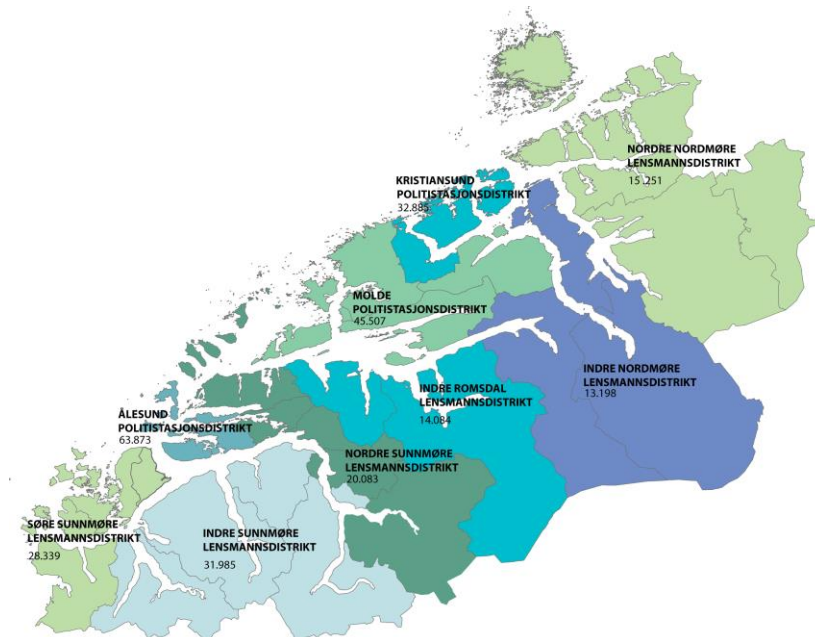 NORDRE NORDMØRE
LENSMANNSDISTRIKT
15.251
KRISTIANSUND
POLITISTASJONSDISTRIKT
32.885
MOLDE
POLITISTASJONSDISTRIKT
45.507
INDRE NORDMØRE
LENSMANNSDISTRIKT
13.198
INDRE ROMSDAL
LENSMANNSDISTRIKT
14.084
ÅLESUND
POLITISTASJONSDISTRIKT
63.873
NORDRE SUNNMØRE
LENSMANNSDISTRIKT
20.083
SØRE SUNNMØRE
LENSMANNSDISTRIKT
28.339
INDRE SUNNMØRE
LENSMANNSDISTRIKT
31.985